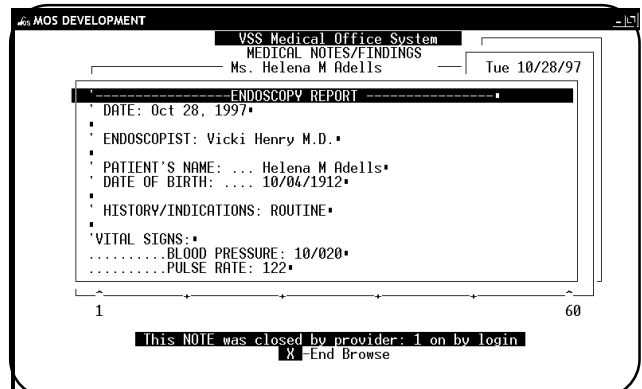 MOS DEVELOPMENT
VSS Medical Office System
MEDICAL NOTES/FINDINGS
Ms. Helena M Adells
Tue 10/28/97
'-----------------ENDOSCOPY REPORT ----------------
' DATE: Oct 28, 1997
' ENDOSCOPIST: Vicki Henry M.D.
' PATIENT'S NAME: ... Helena M Adells
' DATE OF BIRTH: .... 10/04/1912
' HISTORY/INDICATIONS: ROUTINE
'VITAL SIGNS:
..........BLOOD PRESSURE: 10/020
..........PULSE RATE: 122
1 60
This NOTE was closed by provider: 1 on by login
X -End Browse